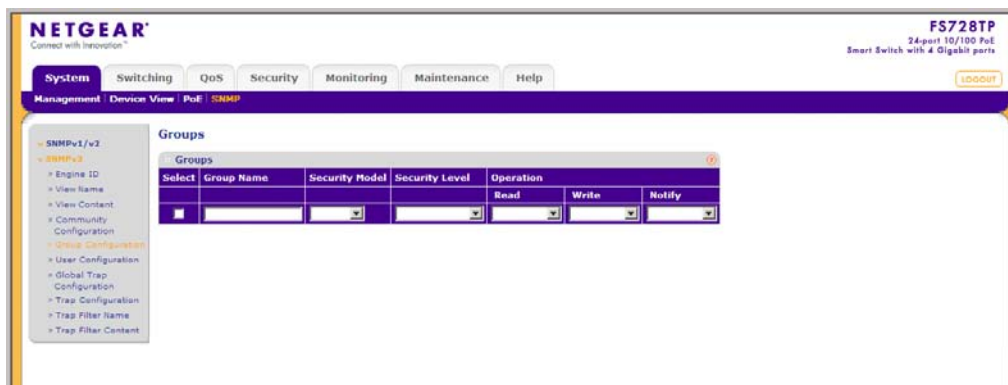 NETGEAR
Connect with Innovation™
FS728TP
24-port 10/100 PoE
Smart Switch with 4 Gigabit ports
System Switching QoS Security Monitoring Maintenance Help
LOGOUT
Management Device View PoE SNMP
SNMPv1/v2
SNMPv3
Engine ID
View Name
View Content
Community
Configuration
Group Configuration
User Configuration
Global Trap
Configuration
Trap Configuration
Trap Filter Name
Trap Filter Content
Groups
Groups
Select Group Name Security Model Security Level Operation
Read Write Notify